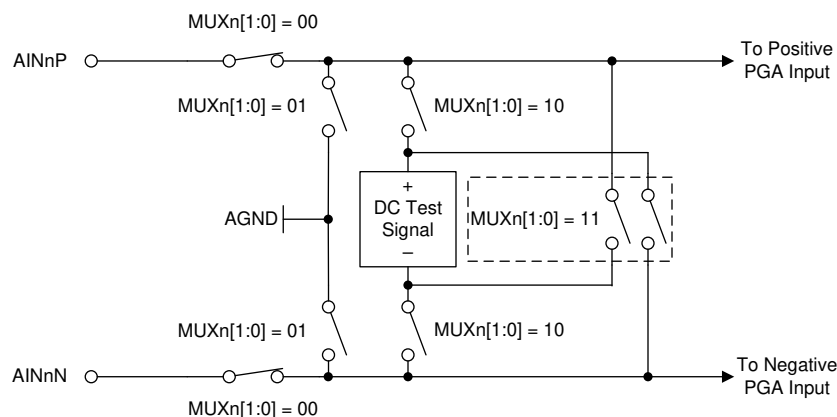 MUXn[1:0] = 00
AINnP
To Positive
PGA Input
MUXn[1:0] = 01
MUXn[1:0] = 10
+
DC Test
Signal
–
AGND
MUXn[1:0] = 11
MUXn[1:0] = 01
MUXn[1:0] = 10
AINnN
To Negative
PGA Input
MUXn[1:0] = 00